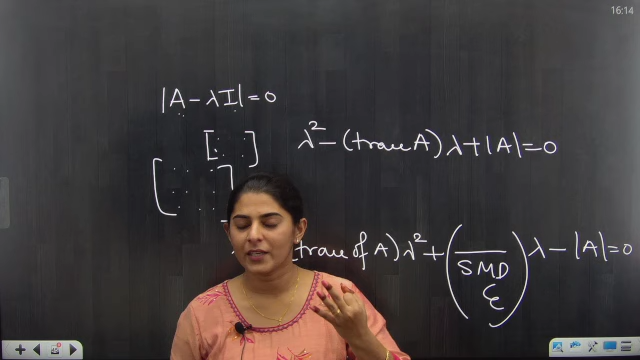 16:14
|A - λI| = 0
λ² - (trace A) λ + |A| = 0
(trace of A) λ² + ( SMD ) λ - |A| = 0